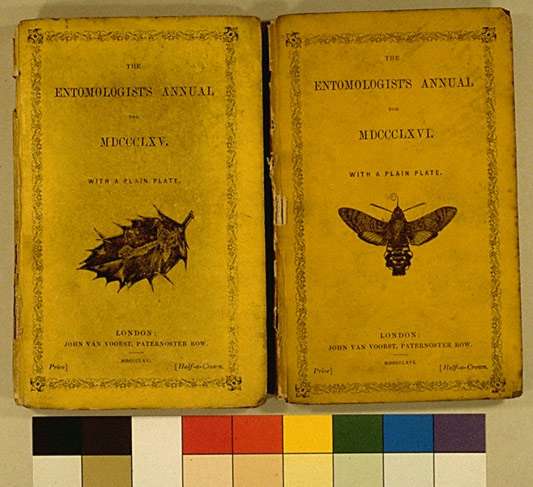 THE
ENTOMOLOGIST'S ANNUAL
FOR
MDCCCLXV.
WITH A PLAIN PLATE.
LONDON:
JOHN VAN VOORST, PATERNOSTER ROW.
Price] [Half-a-Crown.
THE
ENTOMOLOGIST'S ANNUAL
FOR
MDCCCLXVI.
WITH A PLAIN PLATE.
LONDON:
JOHN VAN VOORST, PATERNOSTER ROW.
MDCCCLXVI.
Price] [Half-a-Crown.